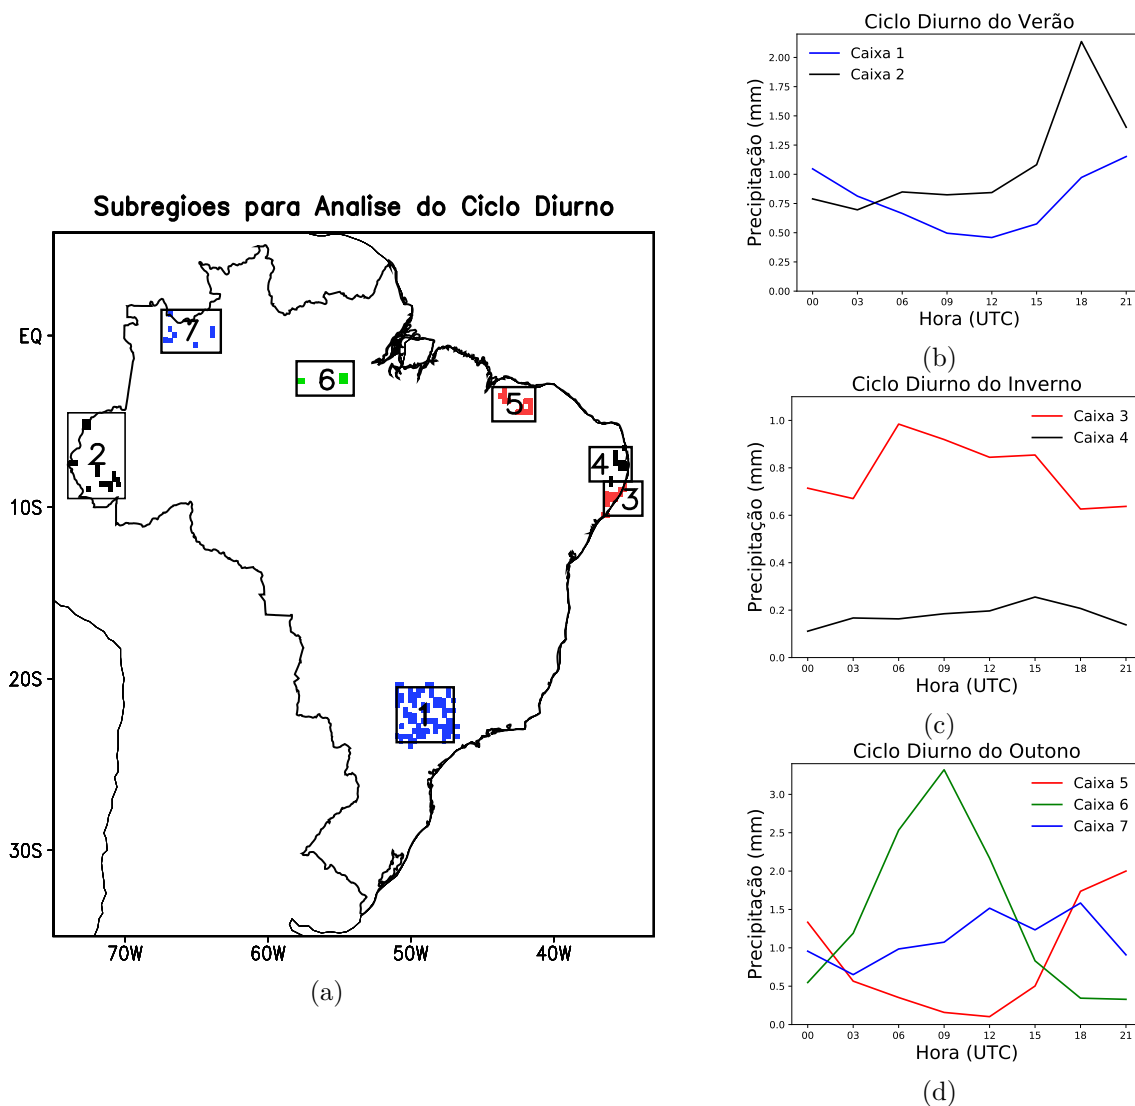 Subregioes para Analise do Ciclo Diurno
EQ
10S
20S
30S
70W
60W
50W
40W
7
6
5
2
4
3
1
(a)
Ciclo Diurno do Verão
Caixa 1
Caixa 2
Precipitação (mm)
2.00
1.75
1.50
1.25
1.00
0.75
0.50
0.25
0.00
00 03 06 09 12 15 18 21
Hora (UTC)
(b)
Ciclo Diurno do Inverno
Caixa 3
Caixa 4
Precipitação (mm)
1.0
0.8
0.6
0.4
0.2
0.0
00 03 06 09 12 15 18 21
Hora (UTC)
(c)
Ciclo Diurno do Outono
Caixa 5
Caixa 6
Caixa 7
Precipitação (mm)
3.0
2.5
2.0
1.5
1.0
0.5
0.0
00 03 06 09 12 15 18 21
Hora (UTC)
(d)